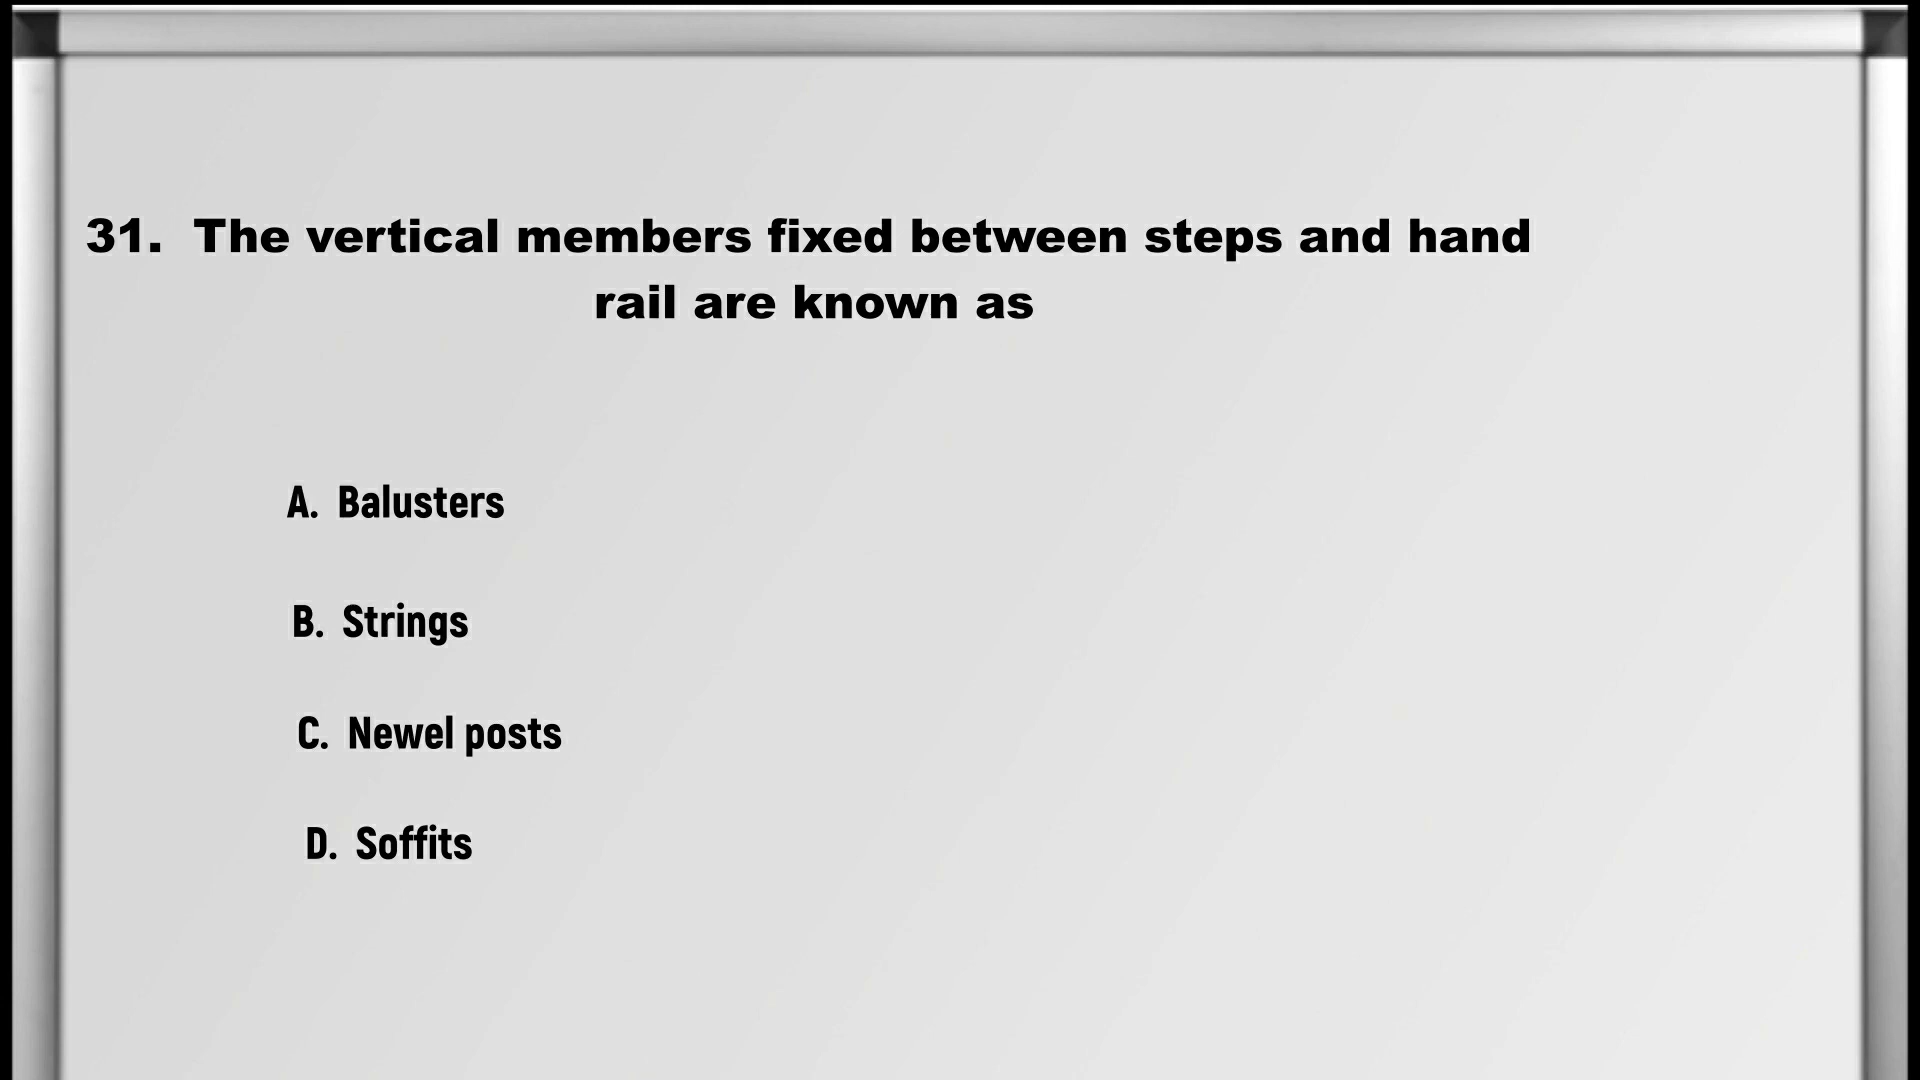 31. The vertical members fixed between steps and hand
rail are known as
A. Balusters
B. Strings
C. Newel posts
D. Soffits